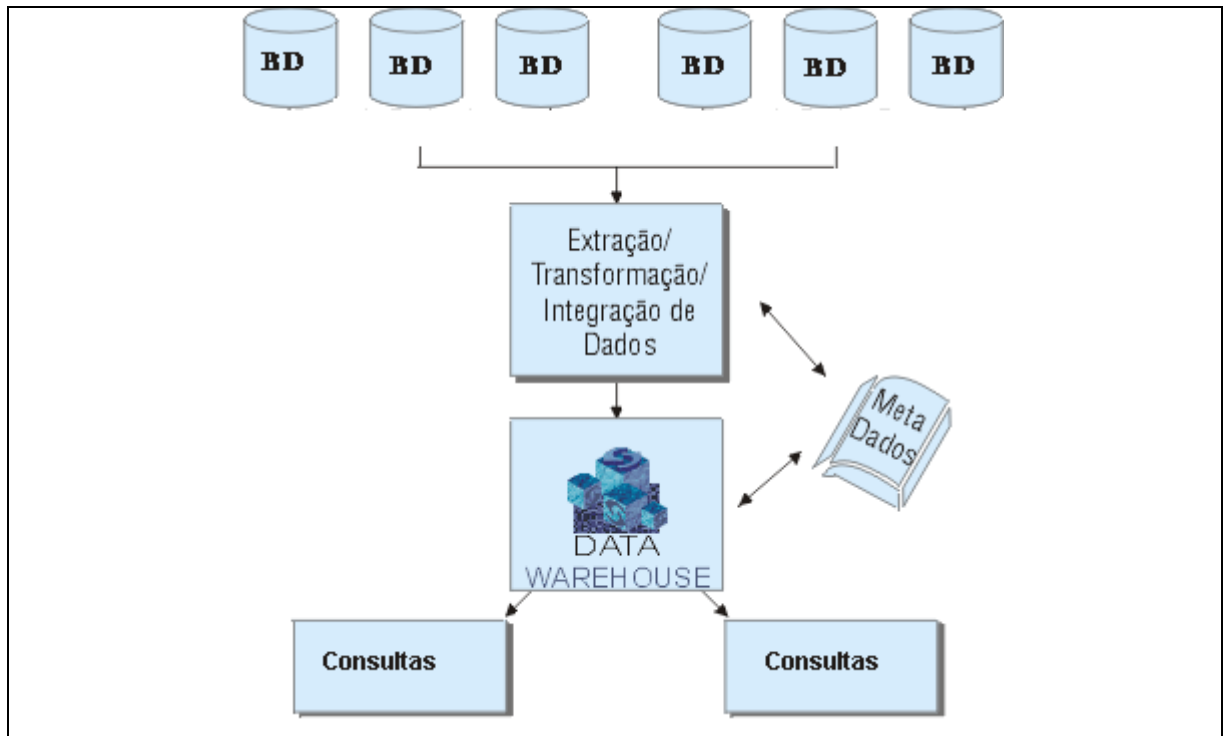 BD
BD
BD
BD
BD
BD
Extração/
Transformação/
Integração de
Dados
Meta
Dados
DATA
WAREHOUSE
Consultas
Consultas